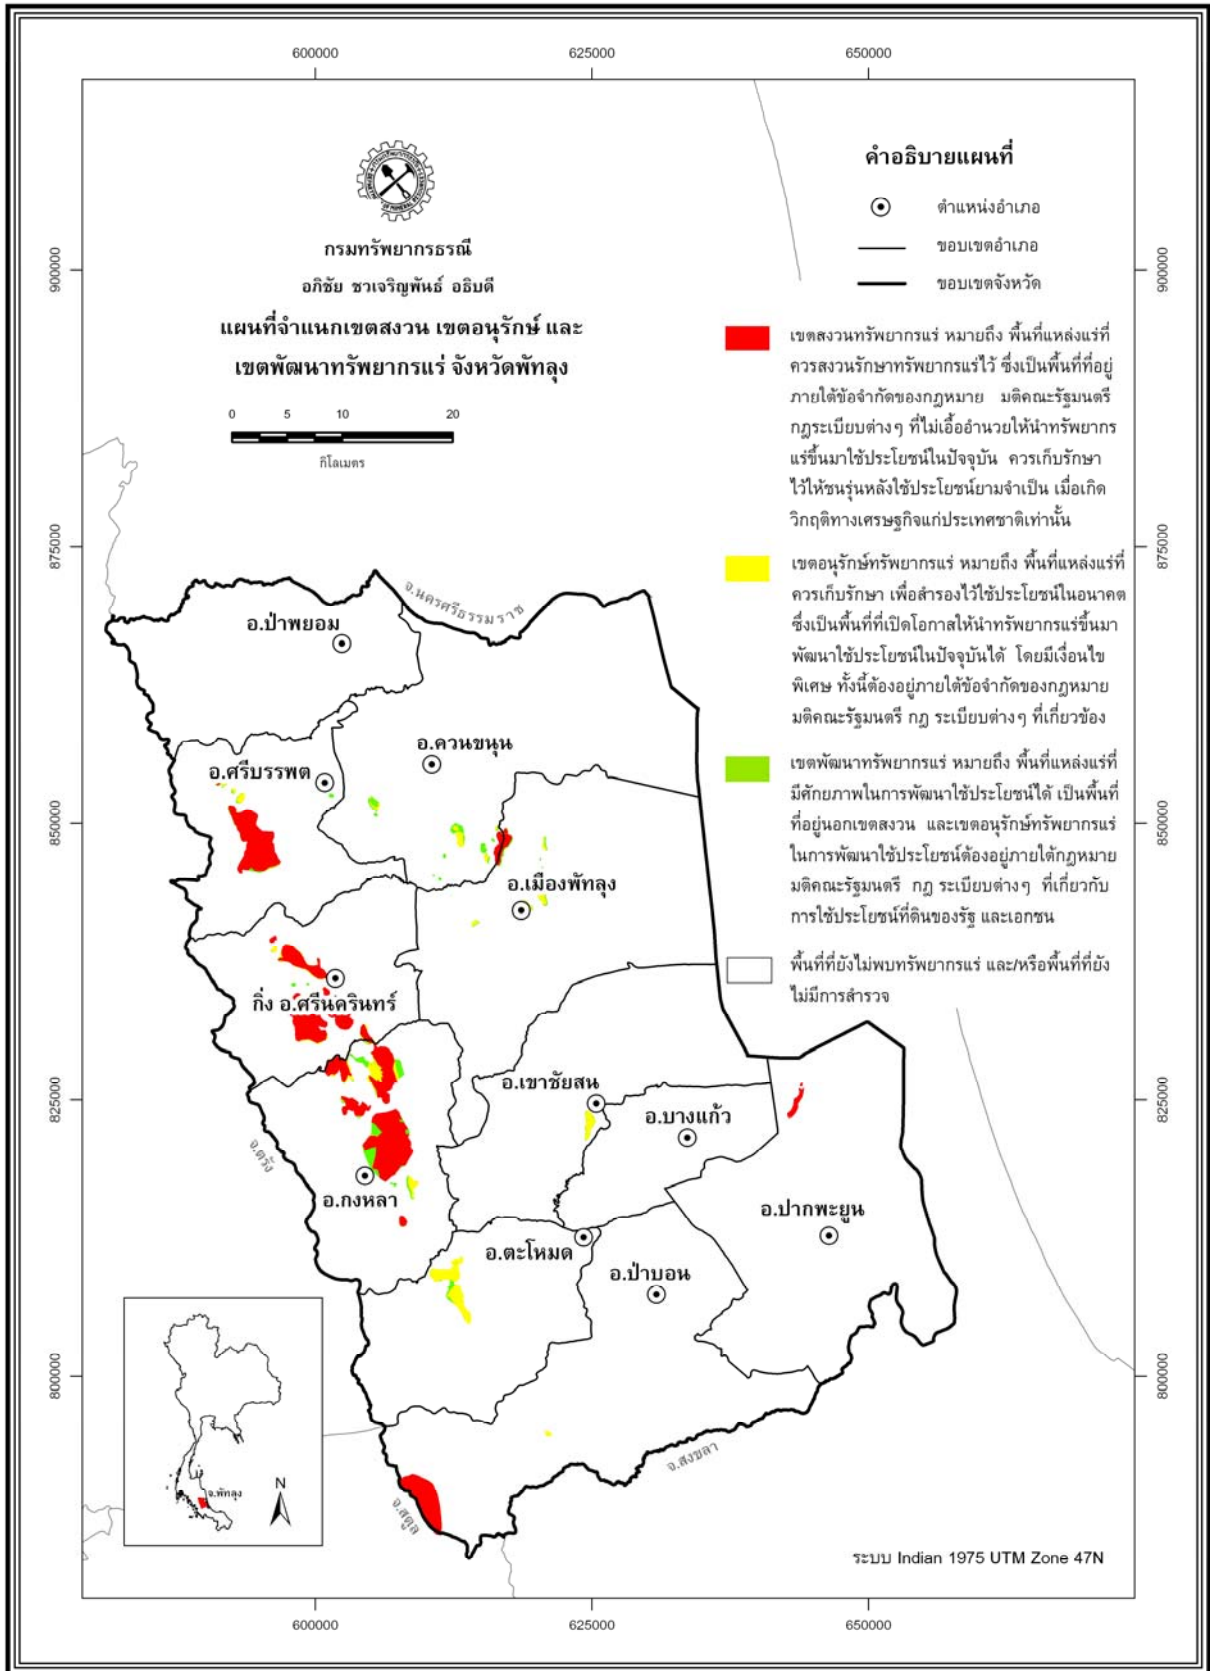 600000
625000
650000
กรมทรัพยากรธรณี
อภิชัย ชวเจริญพันธ์ อธิบดี
แผนที่จำแนกเขตสงวน เขตอนุรักษ์ และ
เขตพัฒนาทรัพยากรแร่ จังหวัดพัทลุง
0 5 10 20
กิโลเมตร
คำอธิบายแผนที่
ตำแหน่งอำเภอ
ขอบเขตอำเภอ
ขอบเขตจังหวัด
เขตสงวนทรัพยากรแร่ หมายถึง พื้นที่แหล่งแร่ที่
ควรสงวนรักษาทรัพยากรแร่ไว้ ซึ่งเป็นพื้นที่ที่อยู่
ภายใต้ข้อจำกัดของกฎหมาย มติคณะรัฐมนตรี
กฎระเบียบต่างๆ ที่ไม่เอื้ออำนวยให้นำทรัพยากร
แร่ขึ้นมาใช้ประโยชน์ในปัจจุบัน ควรเก็บรักษา
ไว้ให้ชนรุ่นหลังใช้ประโยชน์ยามจำเป็น เมื่อเกิด
วิกฤติทางเศรษฐกิจแก่ประเทศชาติเท่านั้น
เขตอนุรักษ์ทรัพยากรแร่ หมายถึง พื้นที่แหล่งแร่ที่
ควรเก็บรักษา เพื่อสำรองไว้ใช้ประโยชน์ในอนาคต
ซึ่งเป็นพื้นที่ที่เปิดโอกาสให้นำทรัพยากรแร่ขึ้นมา
พัฒนาใช้ประโยชน์ในปัจจุบันได้ โดยมีเงื่อนไข
พิเศษ ทั้งนี้ต้องอยู่ภายใต้ข้อจำกัดของกฎหมาย
มติคณะรัฐมนตรี กฎ ระเบียบต่างๆ ที่เกี่ยวข้อง
เขตพัฒนาทรัพยากรแร่ หมายถึง พื้นที่แหล่งแร่ที่
มีศักยภาพในการพัฒนาใช้ประโยชน์ได้ เป็นพื้นที่
ที่อยู่นอกเขตสงวน และเขตอนุรักษ์ทรัพยากรแร่
ในการพัฒนาใช้ประโยชน์ต้องอยู่ภายใต้กฎหมาย
มติคณะรัฐมนตรี กฎ ระเบียบต่างๆ ที่เกี่ยวกับ
การใช้ประโยชน์ที่ดินของรัฐ และเอกชน
พื้นที่ที่ยังไม่พบทรัพยากรแร่ และ/หรือพื้นที่ที่ยัง
ไม่มีการสำรวจ
900000
900000
875000
875000
850000
850000
825000
825000
800000
800000
จ.นครศรีธรรมราช
อ.ป่าพยอม
อ.ควนขนุน
อ.ศรีบรรพต
อ.เมืองพัทลุง
กิ่ง อ.ศรีนครินทร์
อ.เขาชัยสน
อ.บางแก้ว
จ.ตรัง
อ.กงหลา
อ.ปากพะยูน
อ.ตะโหมด
อ.ป่าบอน
จ.สงขลา
จ.สตูล
จ.พัทลุง
N
ระบบ Indian 1975 UTM Zone 47N
600000
625000
650000